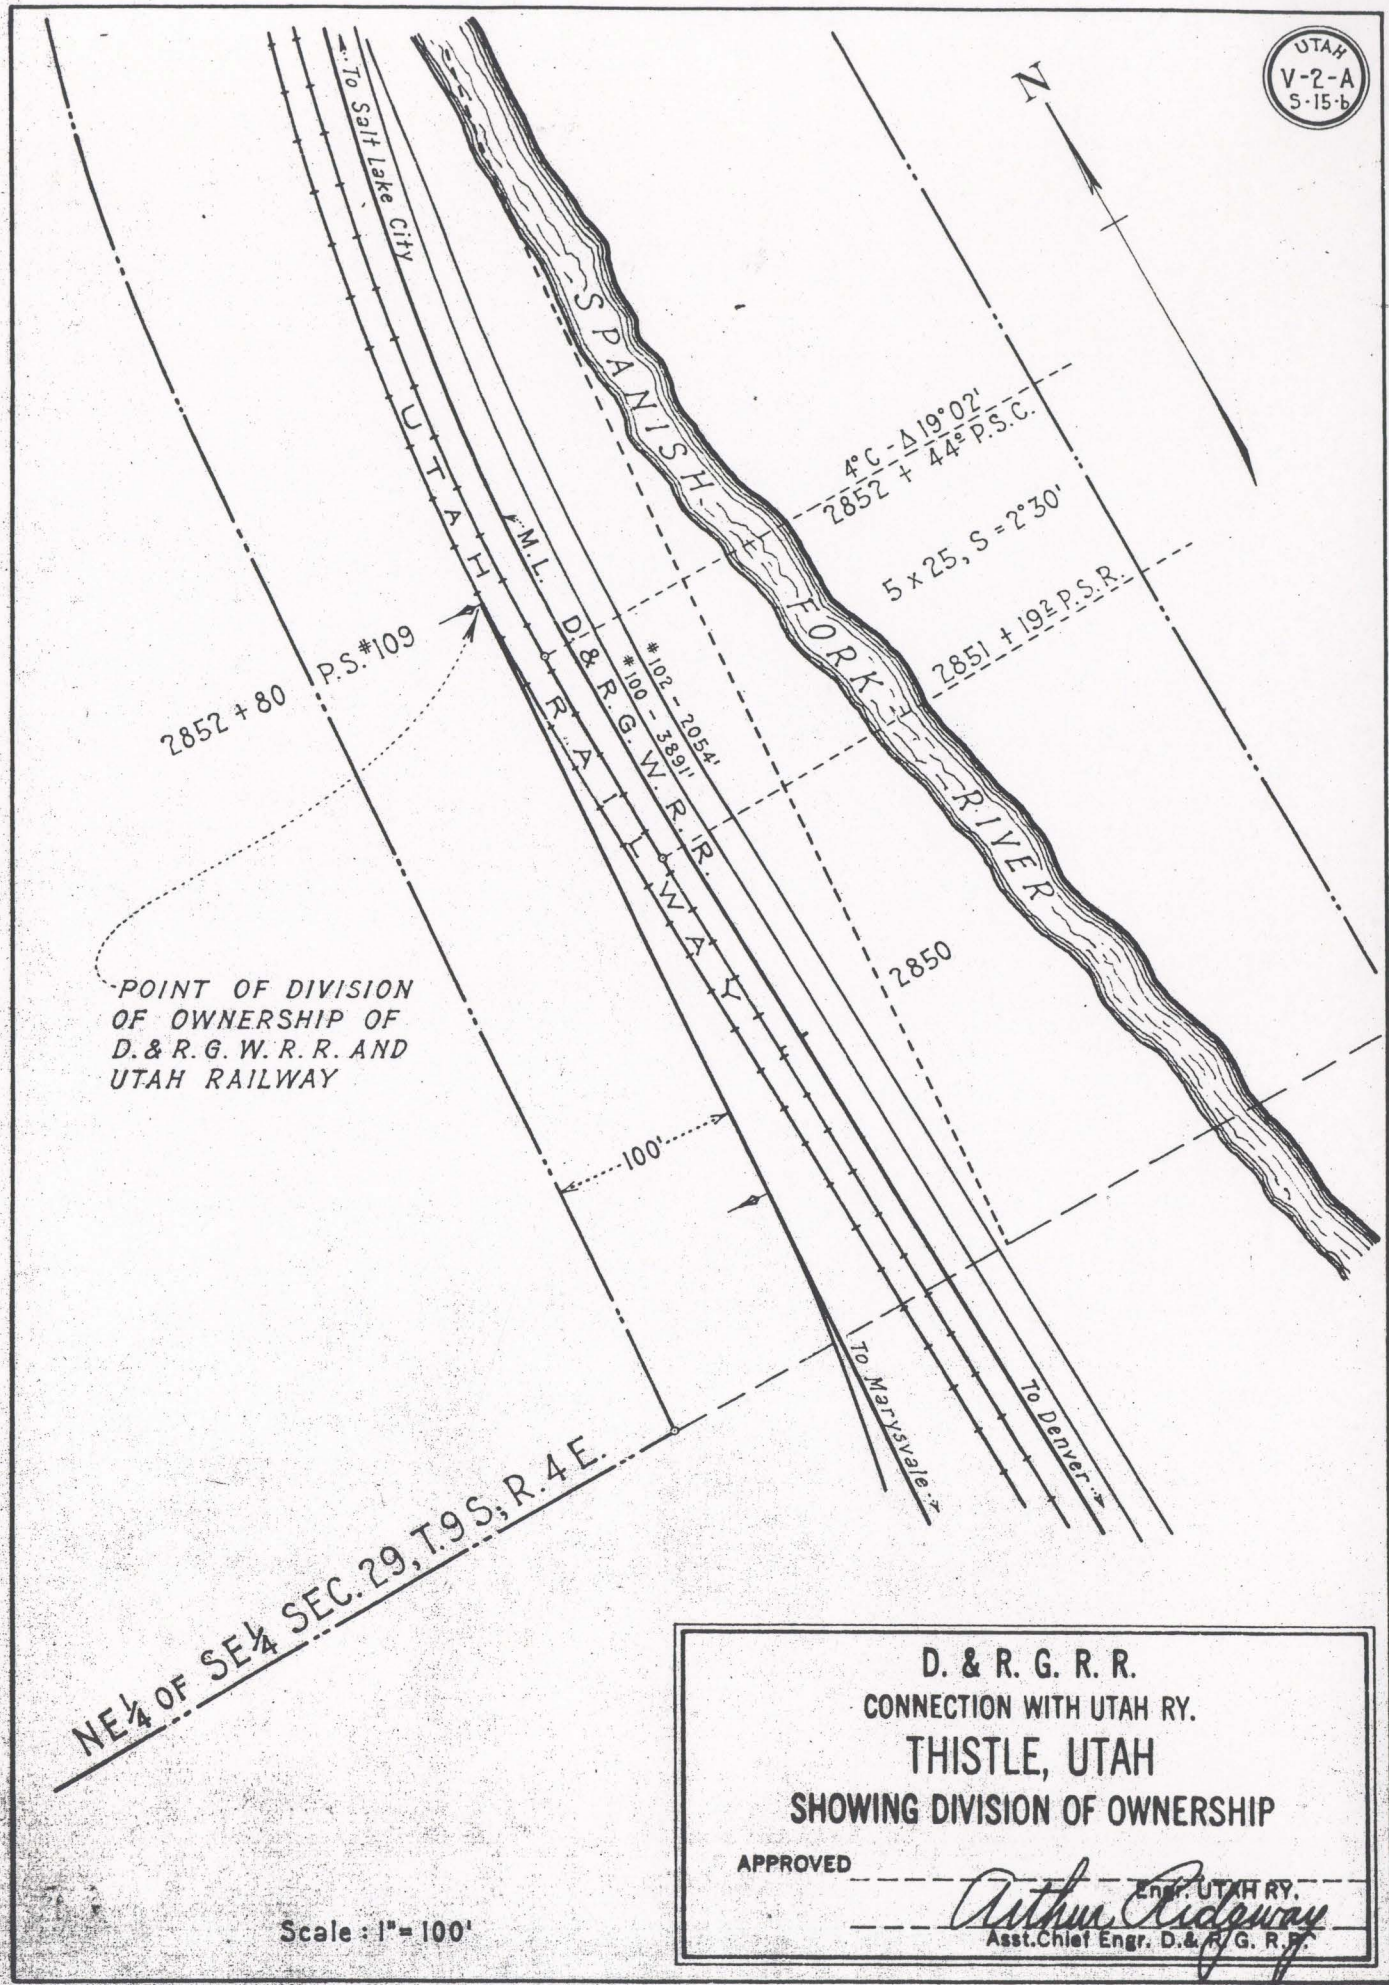 UTAH
V-2-A
S-15-b
N
To Salt Lake City
SPANISH FORK RIVER
UTAH RAILWAY
M.L. D. & R. G. W. R. R.
#102 - 2054'
#100 - 3891'
4°C - Δ 19°02'
2852 + 44⁰ P.S.C.
5 x 25, S = 2°30'
2851 + 19² P.S.R.
2852 + 80 P.S.#109
2850
POINT OF DIVISION
OF OWNERSHIP OF
D. & R. G. W. R. R. AND
UTAH RAILWAY
100'
To Marysvale
To Denver
NE¼ OF SE¼ SEC. 29, T.9 S, R. 4 E.
D. & R. G. R. R.
CONNECTION WITH UTAH RY.
THISTLE, UTAH
SHOWING DIVISION OF OWNERSHIP
APPROVED
Engr. UTAH RY.
Arthur Ridgway
Asst. Chief Engr. D. & R. G. R. R.
Scale : 1" = 100'